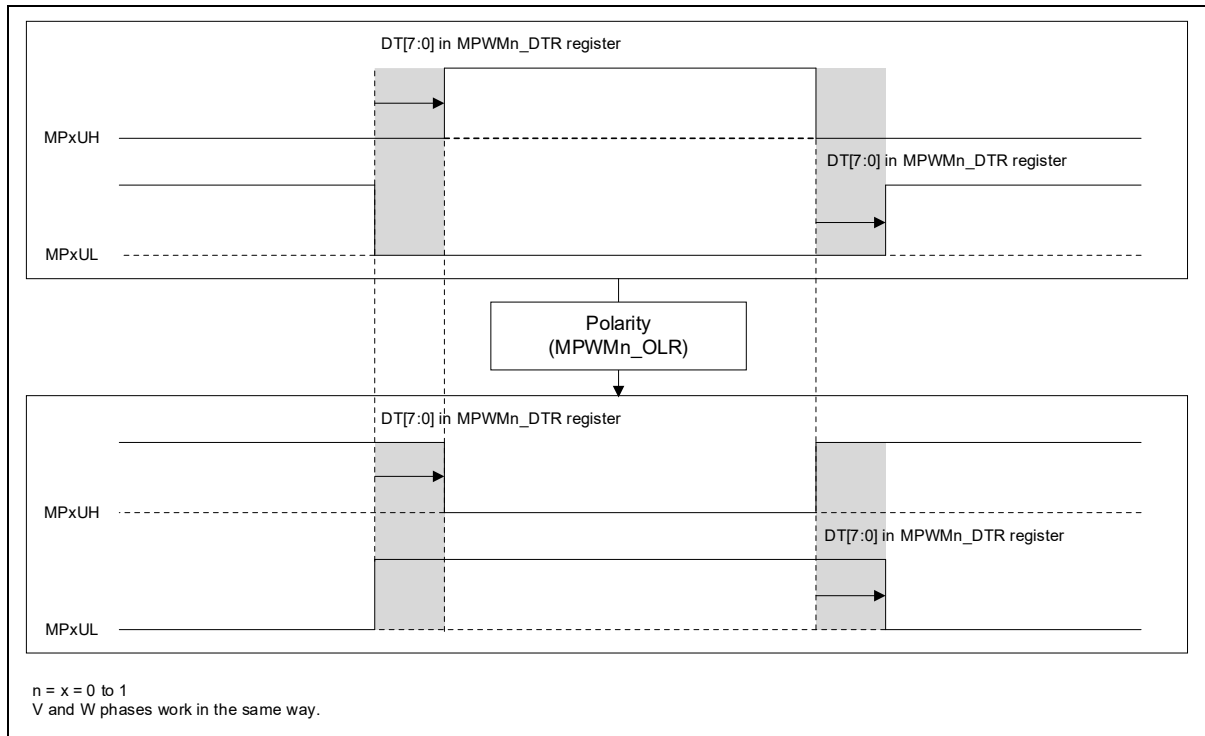 DT[7:0] in MPWMn_DTR register
MPxUH
DT[7:0] in MPWMn_DTR register
MPxUL
Polarity
(MPWMn_OLR)
DT[7:0] in MPWMn_DTR register
MPxUH
DT[7:0] in MPWMn_DTR register
MPxUL
n = x = 0 to 1
V and W phases work in the same way.